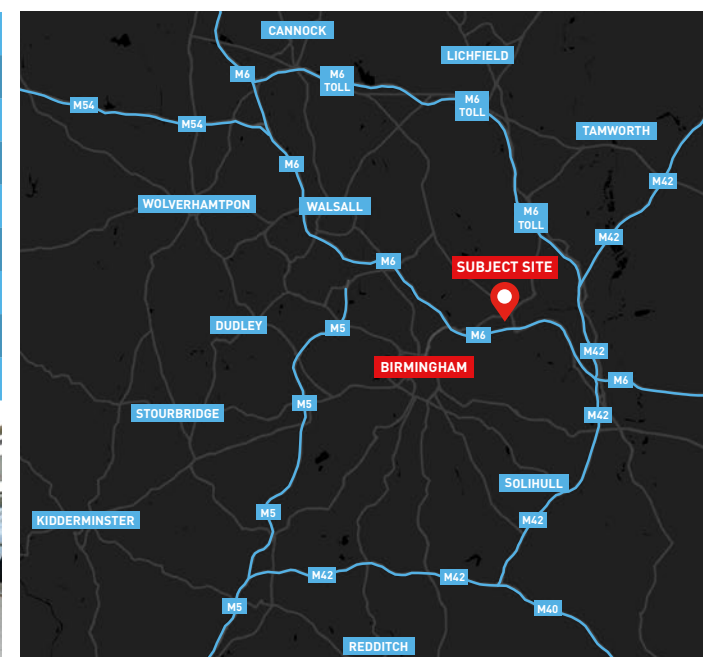 CANNOCK
LICHFIELD
M6
M6
TOLL
M54
M6
TOLL
M54
TAMWORTH
M6
M42
WOLVERHAMTPON
WALSALL
M6
TOLL
M42
M6
SUBJECT SITE
DUDLEY
M5
M6
M42
BIRMINGHAM
M6
M5
STOURBRIDGE
M42
SOLIHULL
M5
KIDDERMINSTER
M42
M42
M42
M5
M40
REDDITCH